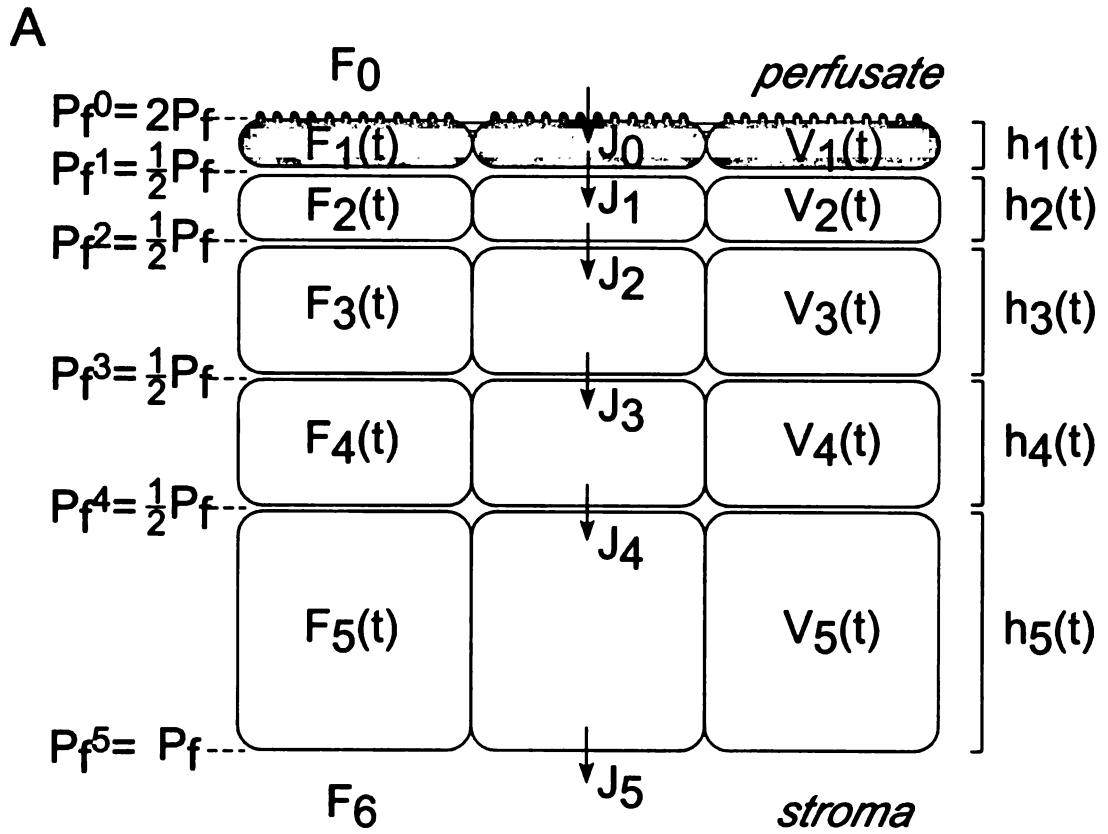 A
F0 perfusate
Pf0= 2Pf
F1(t) J0 V1(t) h1(t)
Pf1= 1/2Pf
F2(t) J1 V2(t) h2(t)
Pf2= 1/2Pf
J2
F3(t) V3(t) h3(t)
Pf3= 1/2Pf
J3
F4(t) V4(t) h4(t)
Pf4= 1/2Pf
J4
F5(t) V5(t) h5(t)
Pf5= Pf
J5
F6 stroma